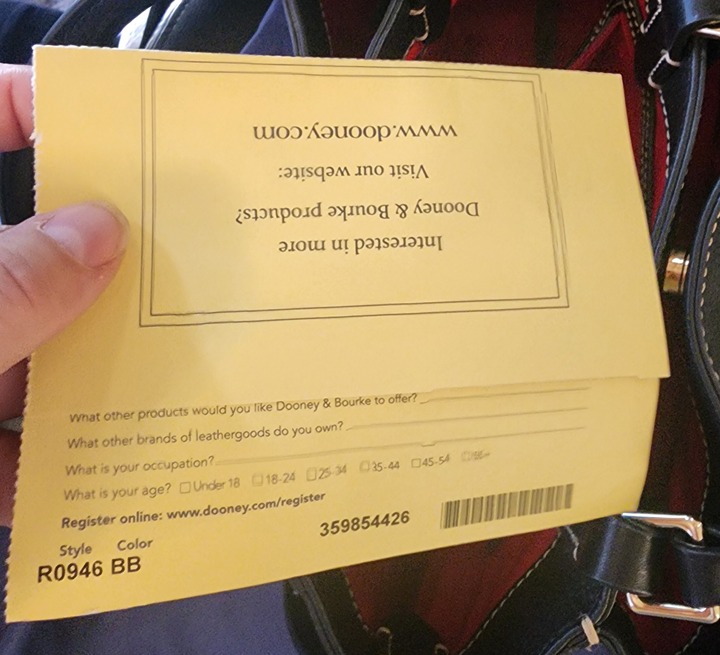 Interested in more
Dooney & Bourke products?
Visit our website:
www.dooney.com
What other products would you like Dooney & Bourke to offer?
What other brands of leathergoods do you own?
What is your occupation?
What is your age? □ Under 18 □ 18-24 □ 25-34 □ 35-44 □ 45-54 □ 55+
Register online: www.dooney.com/register
Style Color
359854426
R0946 BB